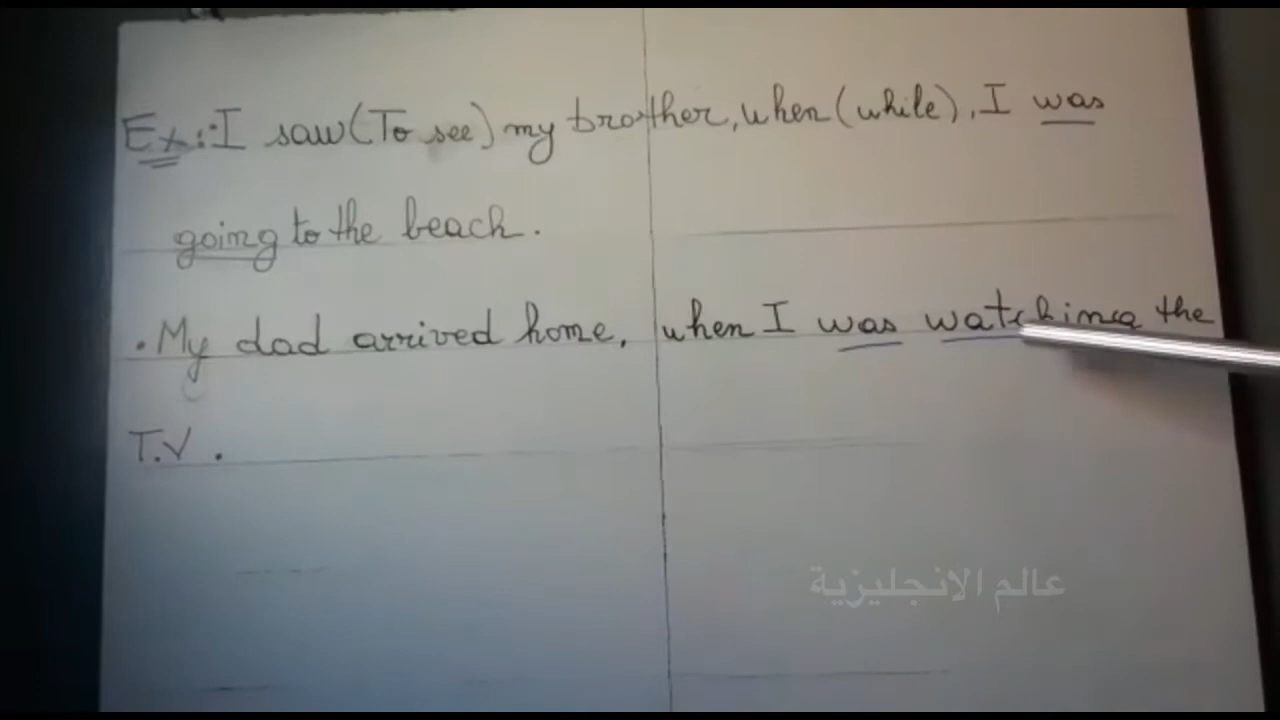 Ex: I saw (To see) my brother, when (while), I was
going to the beach.
. My dad arrived home, when I was watching the
T.V .
عالم الانجليزية